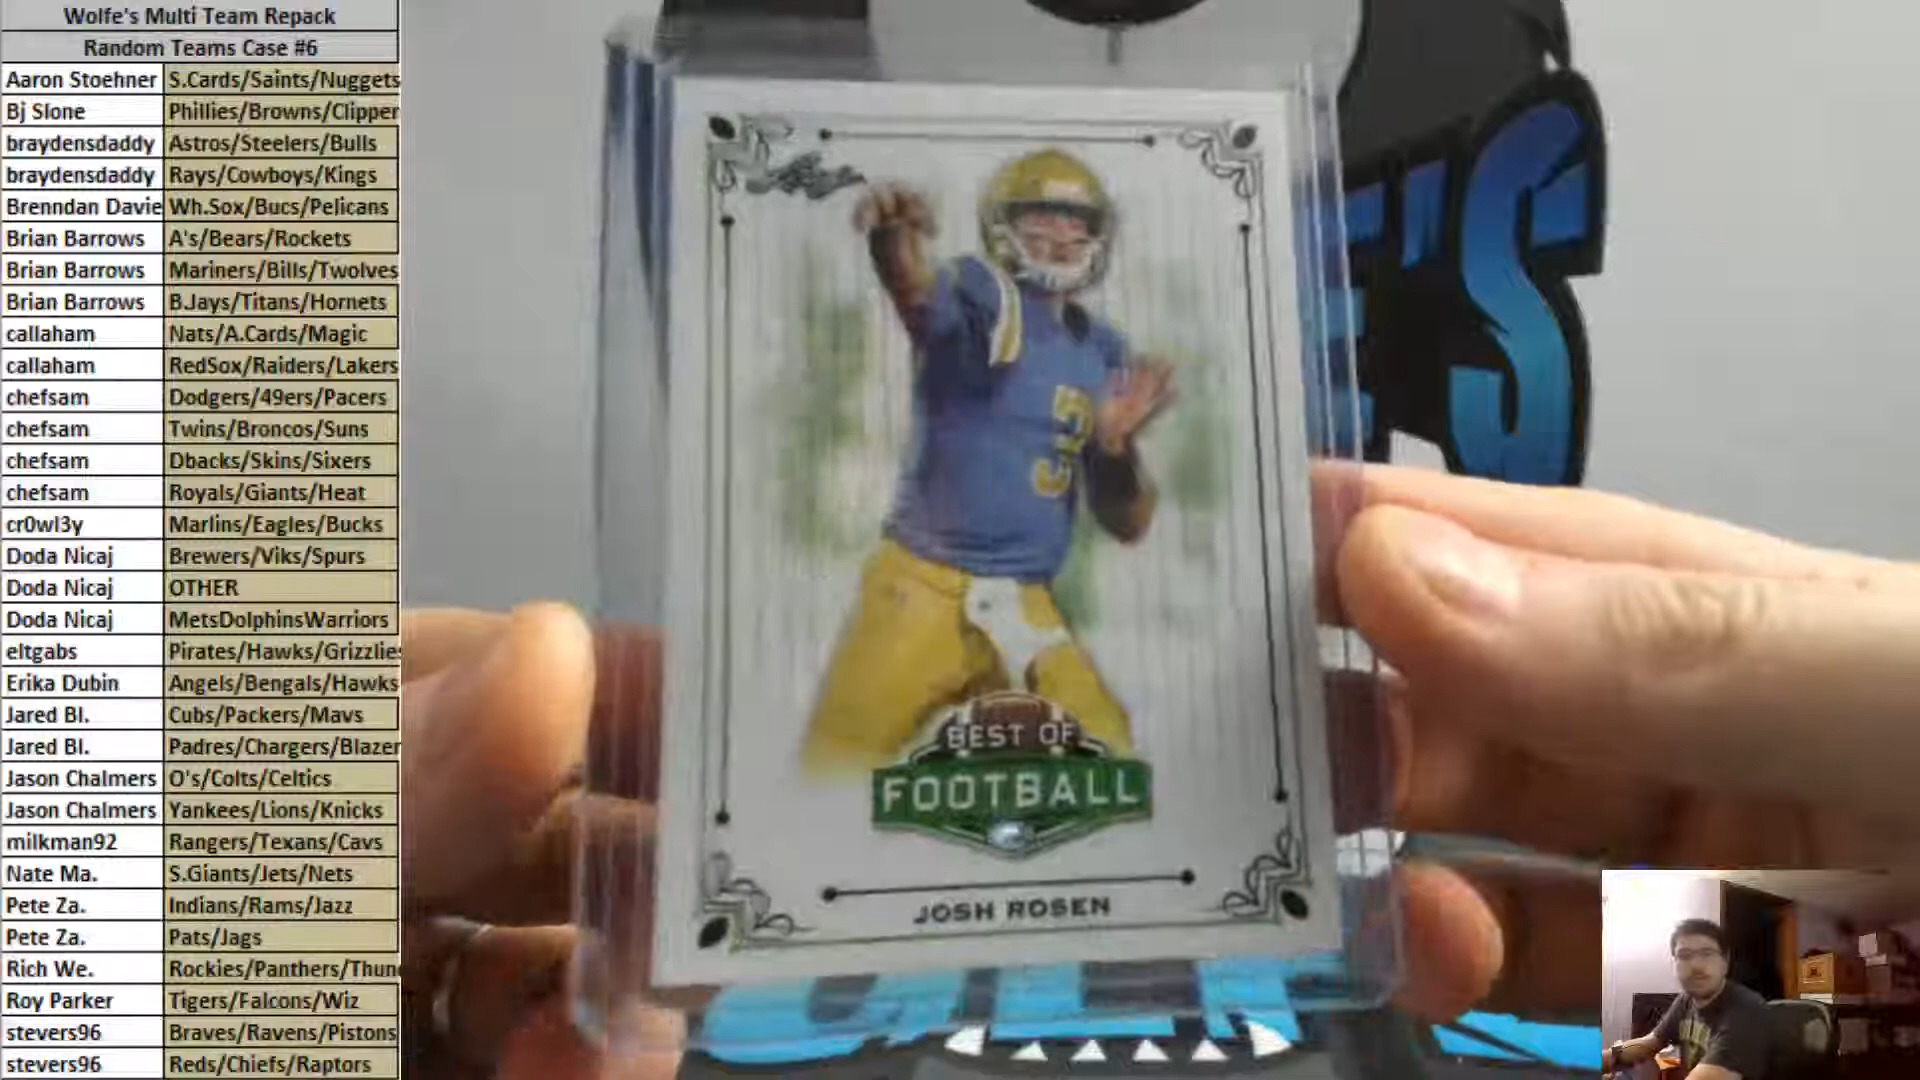 Wolfe's Multi Team Repack
Random Teams Case #6
Aaron Stoehner S.Cards/Saints/Nuggets
Bj Slone Phillies/Browns/Clipper
braydensdaddy Astros/Steelers/Bulls
braydensdaddy Rays/Cowboys/Kings
Brenndan Davie Wh.Sox/Bucs/Pelicans
Brian Barrows A's/Bears/Rockets
Brian Barrows Mariners/Bills/Twolves
Brian Barrows B.Jays/Titans/Hornets
callaham Nats/A.Cards/Magic
callaham RedSox/Raiders/Lakers
chefsam Dodgers/49ers/Pacers
chefsam Twins/Broncos/Suns
chefsam Dbacks/Skins/Sixers
chefsam Royals/Giants/Heat
cr0wl3y Marlins/Eagles/Bucks
Doda Nicaj Brewers/Viks/Spurs
Doda Nicaj OTHER
Doda Nicaj MetsDolphinsWarriors
eltgabs Pirates/Hawks/Grizzlies
Erika Dubin Angels/Bengals/Hawks
Jared Bl. Cubs/Packers/Mavs
Jared Bl. Padres/Chargers/Blazer
Jason Chalmers O's/Colts/Celtics
Jason Chalmers Yankees/Lions/Knicks
milkman92 Rangers/Texans/Cavs
Nate Ma. S.Giants/Jets/Nets
Pete Za. Indians/Rams/Jazz
Pete Za. Pats/Jags
Rich We. Rockies/Panthers/Thun
Roy Parker Tigers/Falcons/Wiz
stevers96 Braves/Ravens/Pistons
stevers96 Reds/Chiefs/Raptors
Leaf
3
BEST OF
FOOTBALL
JOSH ROSEN
E'S